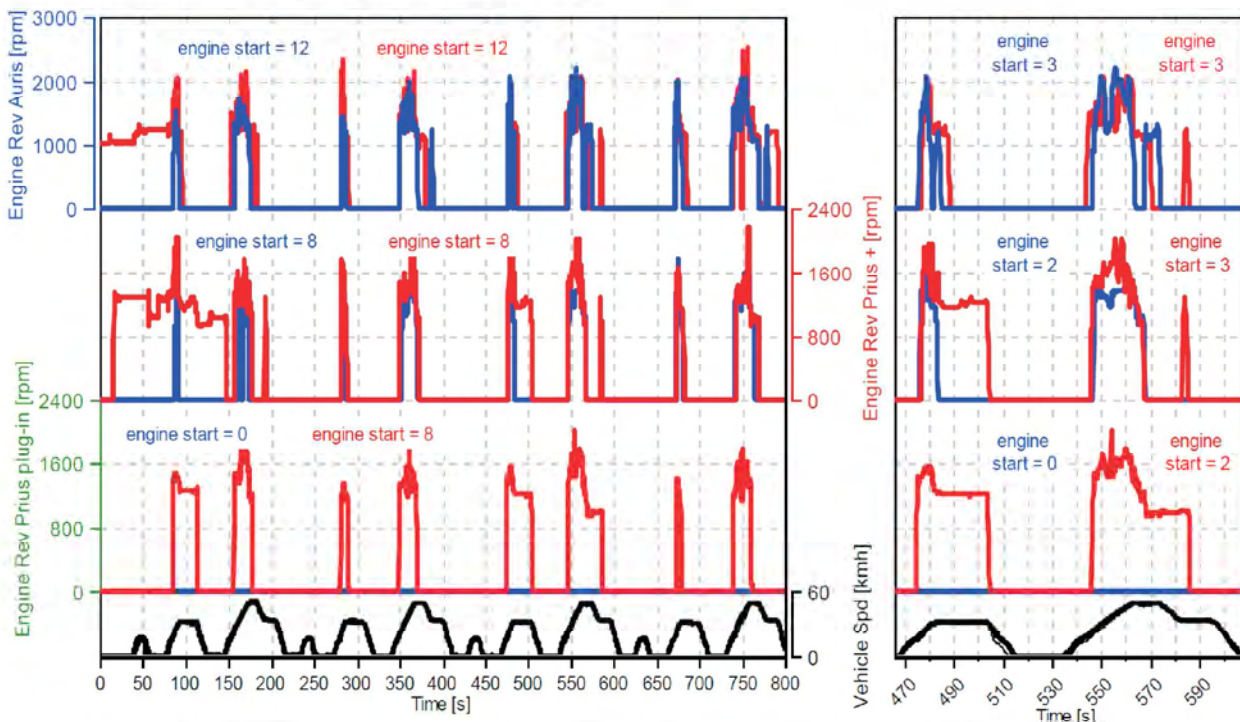 Engine Rev Auris [rpm]
3000
2000
1000
0
engine start = 12
engine start = 12
engine
start = 3
engine
start = 3
Engine Rev Prius + [rpm]
2400
1600
800
0
engine start = 8
engine start = 8
engine
start = 2
engine
start = 3
Engine Rev Prius plug-in [rpm]
2400
1600
800
0
engine start = 0
engine start = 8
engine
start = 0
engine
start = 2
Vehicle Spd [kmh]
60
0
0 50 100 150 200 250 300 350 400 450 500 550 600 650 700 750 800
Time [s]
470 490 510 530 550 570 590
Time [s]